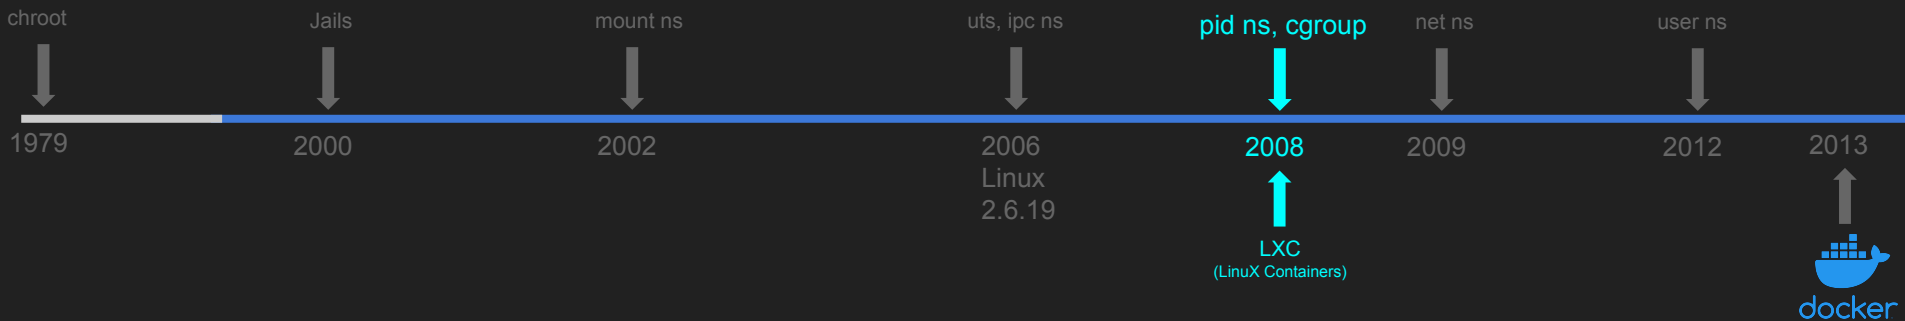 chroot
Jails
mount ns
uts, ipc ns
pid ns, cgroup
net ns
user ns
1979
2000
2002
2006
Linux
2.6.19
2008
2009
2012
2013
LXC
(LinuX Containers)
docker